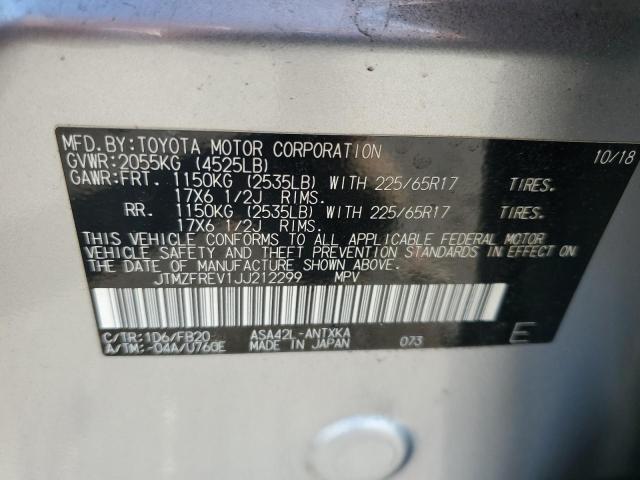 MFD.BY:TOYOTA MOTOR CORPORATION 10/18
GVWR:2055KG (4525LB)
GAWR:FRT. 1150KG (2535LB) WITH 225/65R17 TIRES.
17X6 1/2J RIMS.
RR. 1150KG (2535LB) WITH 225/65R17 TIRES.
17X6 1/2J RIMS.
THIS VEHICLE CONFORMS TO ALL APPLICABLE FEDERAL MOTOR
VEHICLE SAFETY AND THEFT PREVENTION STANDARDS IN EFFECT ON
THE DATE OF MANUFACTURE SHOWN ABOVE.
JTMZFREV1JJ212299 MPV
C/TR:1D6/FB20 ASA42L-ANTXKA
A/TM:-04A/U760E MADE IN JAPAN 073 E